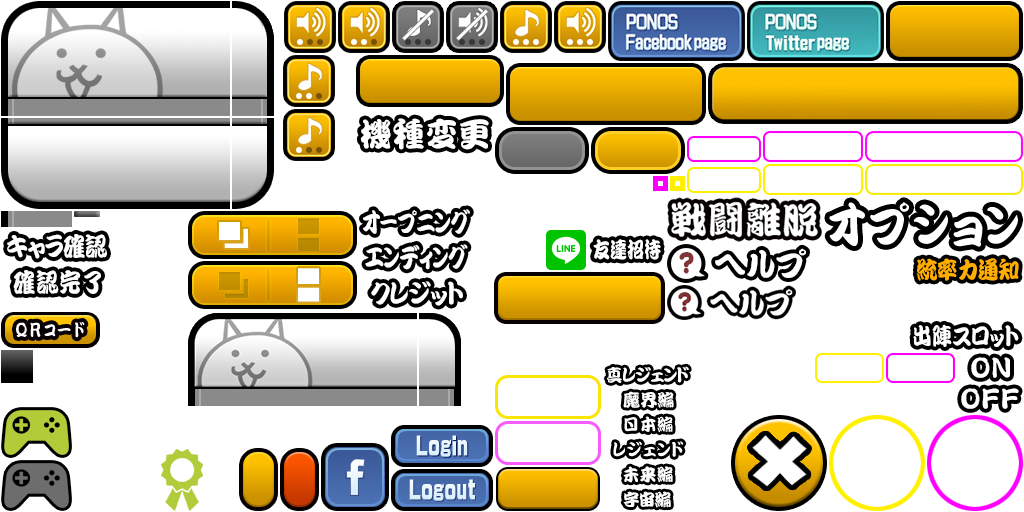 PONOS
Facebook page
PONOS
Twitter page
機種変更
キャラ確認
確認完了
QRコード
オープニング
エンディング
クレジット
LINE
友達招待
戦闘離脱
オプション
ヘルプ
ヘルプ
統率力通知
出陣スロット
ON
OFF
真レジェンド
魔界編
日本編
レジェンド
未来編
宇宙編
f
Login
Logout